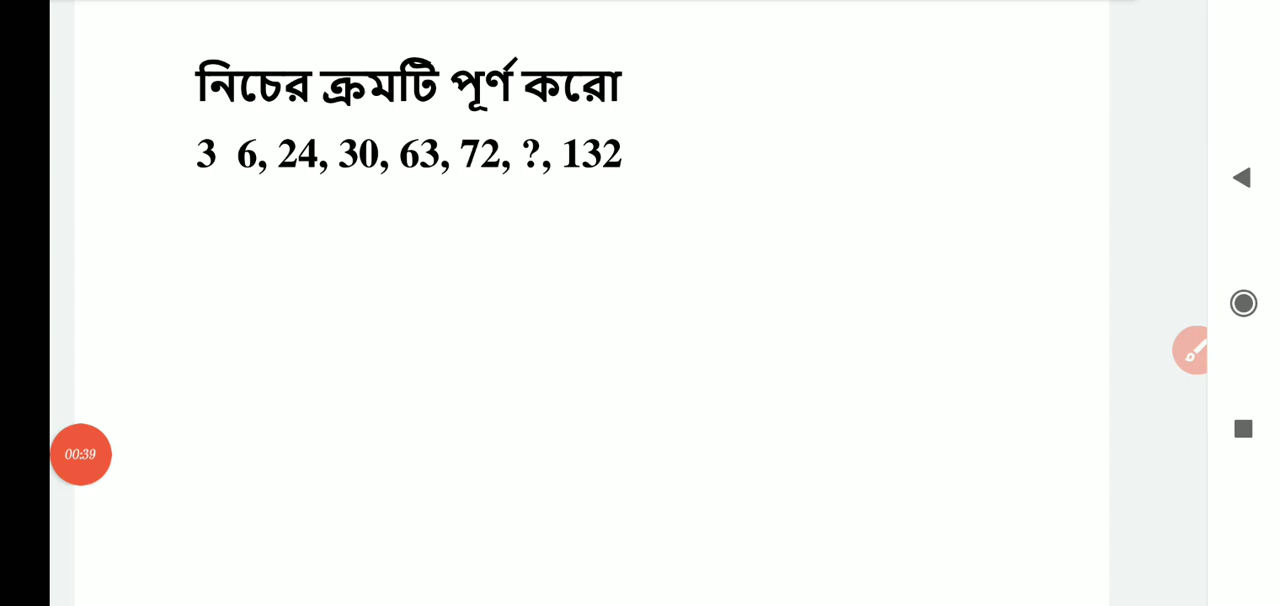 নিচের ক্রমটি পূর্ণ করো
3 6, 24, 30, 63, 72, ?, 132
00:39